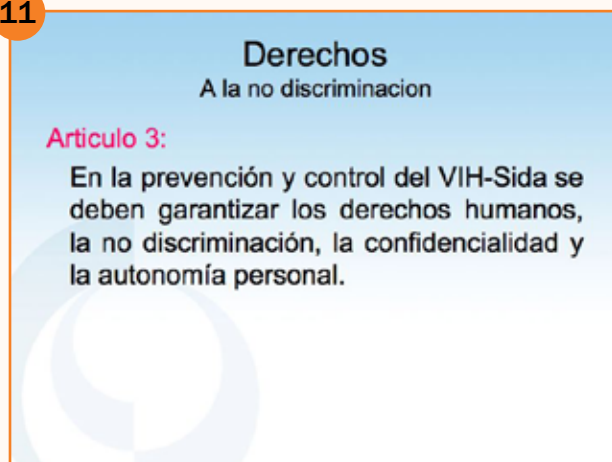 11
Derechos
A la no discriminacion
Articulo 3:
En la prevención y control del VIH-Sida se
deben garantizar los derechos humanos,
la no discriminación, la confidencialidad y
la autonomía personal.